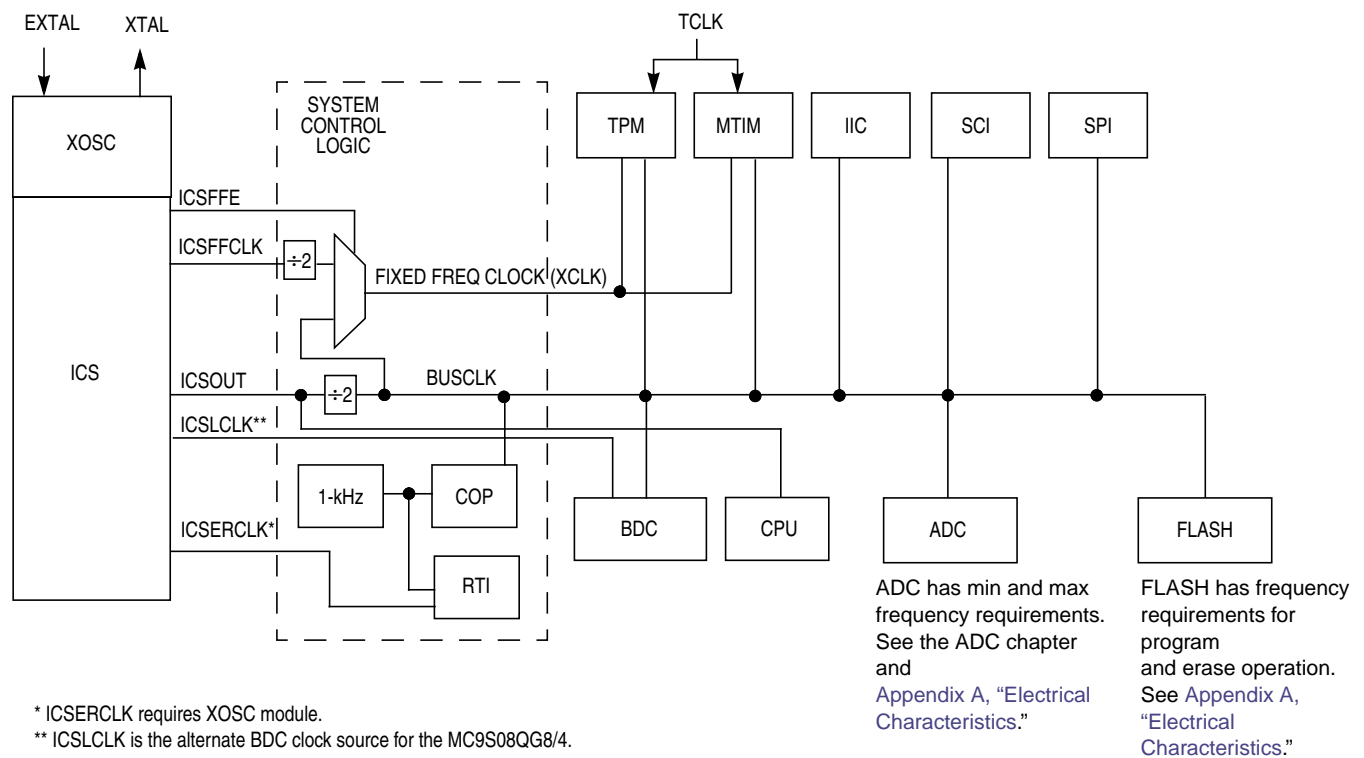 EXTAL
XTAL
TCLK
SYSTEM
CONTROL
LOGIC
XOSC
TPM
MTIM
IIC
SCI
SPI
ICSFFE
ICSFFCLK
÷2
FIXED FREQ CLOCK (XCLK)
ICS
ICSOUT
÷2
BUSCLK
ICSLCLK**
1-kHz
COP
ICSERCLK*
RTI
BDC
CPU
ADC
FLASH
ADC has min and max
frequency requirements.
See the ADC chapter
and
Appendix A, “Electrical
Characteristics.”
FLASH has frequency
requirements for
program
and erase operation.
See Appendix A,
“Electrical
Characteristics.”
* ICSERCLK requires XOSC module.
** ICSLCLK is the alternate BDC clock source for the MC9S08QG8/4.